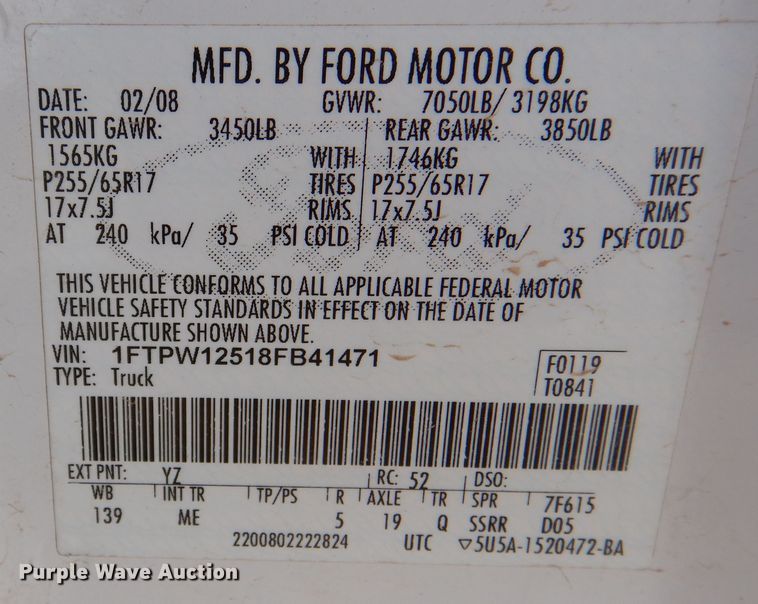 MFD. BY FORD MOTOR CO.
DATE: 02/08 GVWR: 7050LB/ 3198KG
FRONT GAWR: 3450LB REAR GAWR: 3850LB
1565KG WITH 1746KG WITH
P255/65R17 TIRES P255/65R17 TIRES
17x7.5J RIMS 17x7.5J RIMS
AT 240 kPa/ 35 PSI COLD AT 240 kPa/ 35 PSI COLD
THIS VEHICLE CONFORMS TO ALL APPLICABLE FEDERAL MOTOR
VEHICLE SAFETY STANDARDS IN EFFECT ON THE DATE OF
MANUFACTURE SHOWN ABOVE.
VIN: 1FTPW12518FB41471 F0119
TYPE: Truck T0841
EXT PNT: YZ RC: 52 DSO:
WB INT TR TP/PS R AXLE TR SPR 7F615
139 ME 5 19 Q SSRR D05
2200802222824 UTC ▽5U5A-1520472-BA
Purple Wave Auction